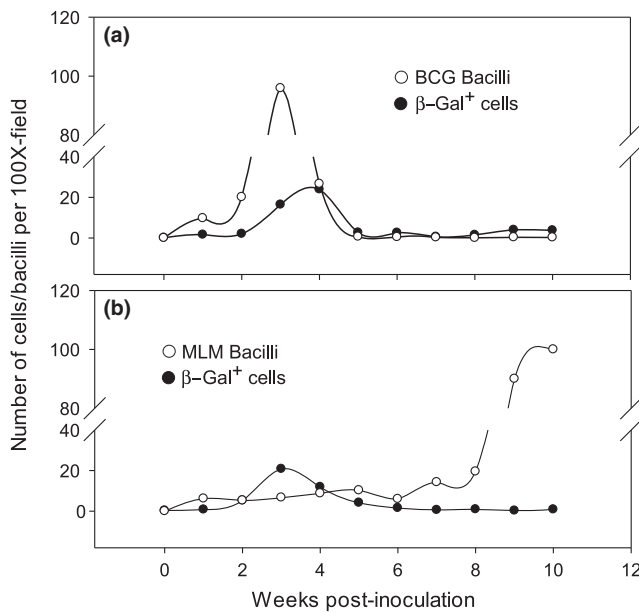 120
(a)
BCG Bacilli
β–Gal+ cells
100
80
40
20
0
120
(b)
MLM Bacilli
β–Gal+ cells
100
80
40
20
0
0 2 4 6 8 10 12
Weeks post-inoculation
Number of cells/bacilli per 100X-field